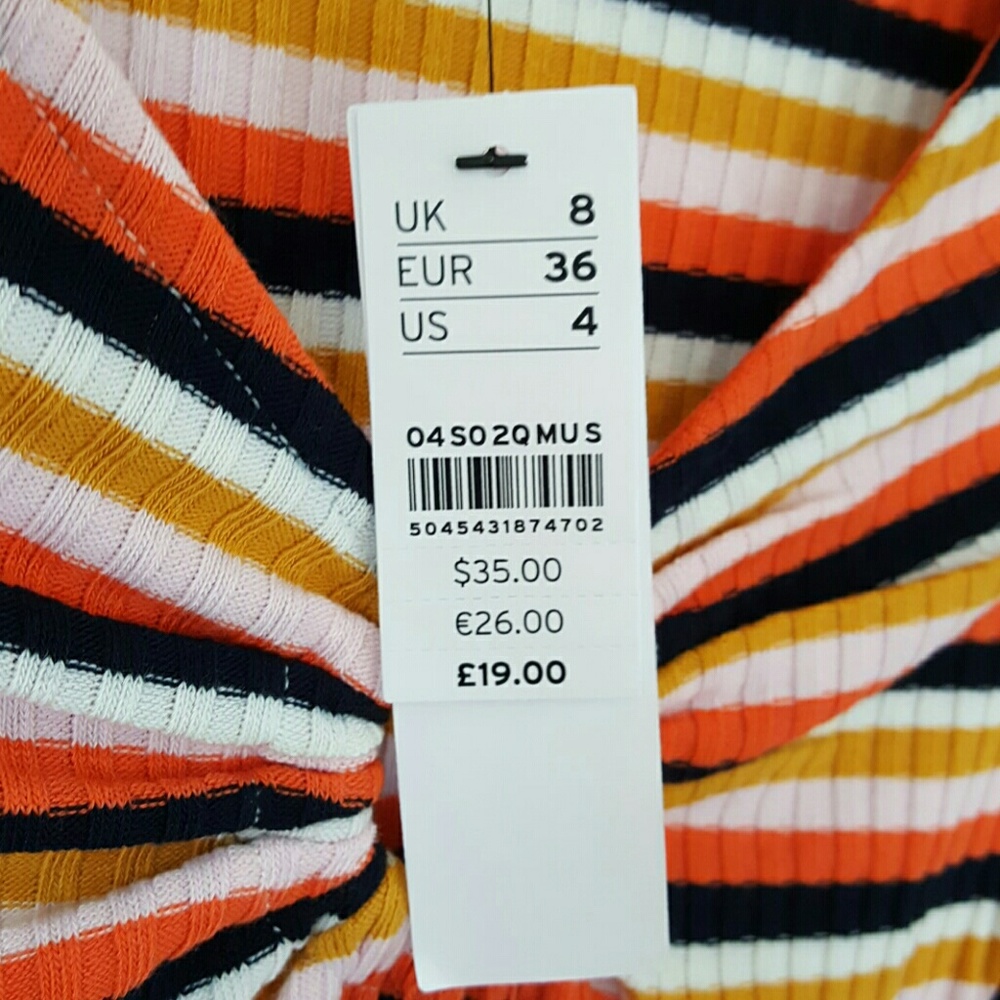 UK 8
EUR 36
US 4
04S02QMUS
5045431874702
$35.00
€26.00
£19.00